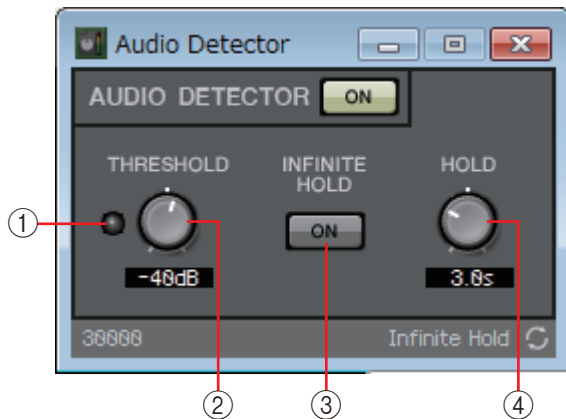 Audio Detector
AUDIO DETECTOR ON
THRESHOLD
INFINITE
HOLD
HOLD
①
ON
-40dB
3.0s
30000
Infinite Hold
②
③
④